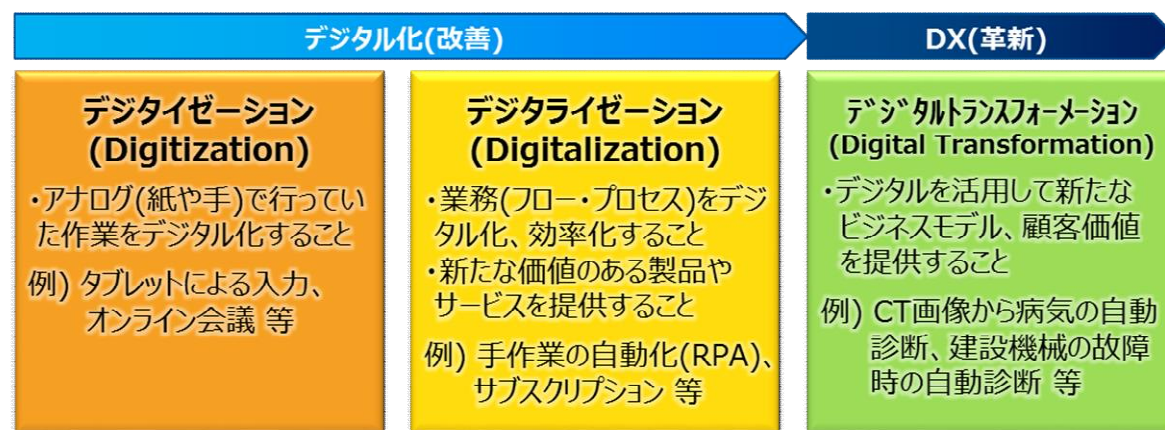 デジタル化(改善)
DX(革新)
デジタイゼーション
(Digitization)
・アナログ(紙や手)で行ってい
た作業をデジタル化すること
例) タブレットによる入力、
オンライン会議 等
デジタライゼーション
(Digitalization)
・業務(フロー・プロセス)をデジ
タル化、効率化すること
・新たな価値のある製品や
サービスを提供すること
例) 手作業の自動化(RPA)、
サブスクリプション 等
デジタルトランスフォーメーション
(Digital Transformation)
・デジタルを活用して新たな
ビジネスモデル、顧客価値
を提供すること
例) CT画像から病気の自動
診断、建設機械の故障
時の自動診断 等